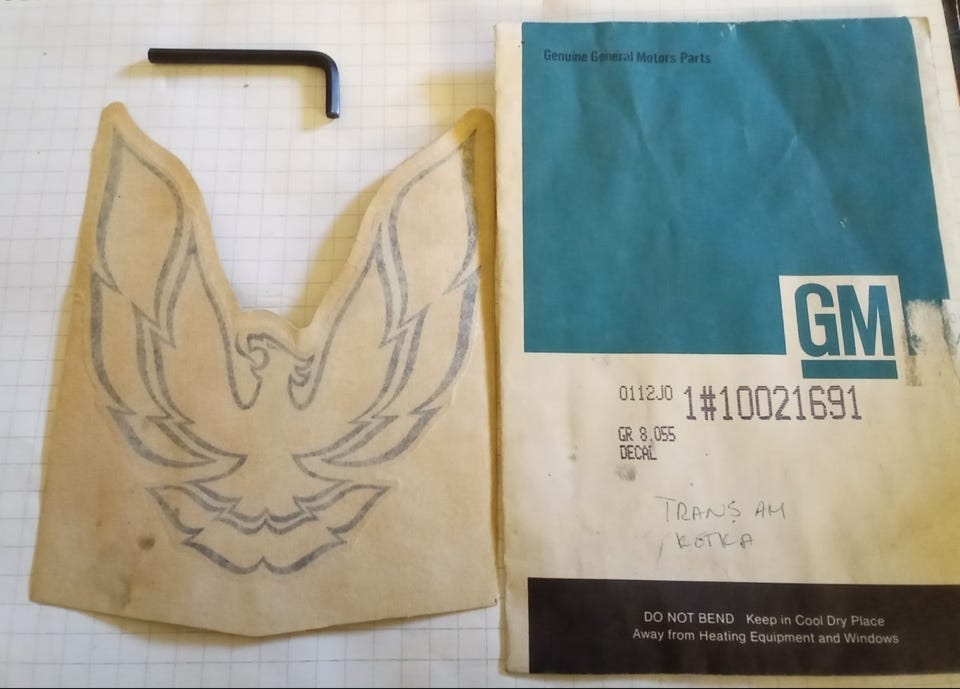 Genuine General Motors Parts
GM
0112J0 1#10021691
GR 8.055
DECAL
TRANS AM
KOTKA
DO NOT BEND Keep in Cool Dry Place
Away from Heating Equipment and Windows